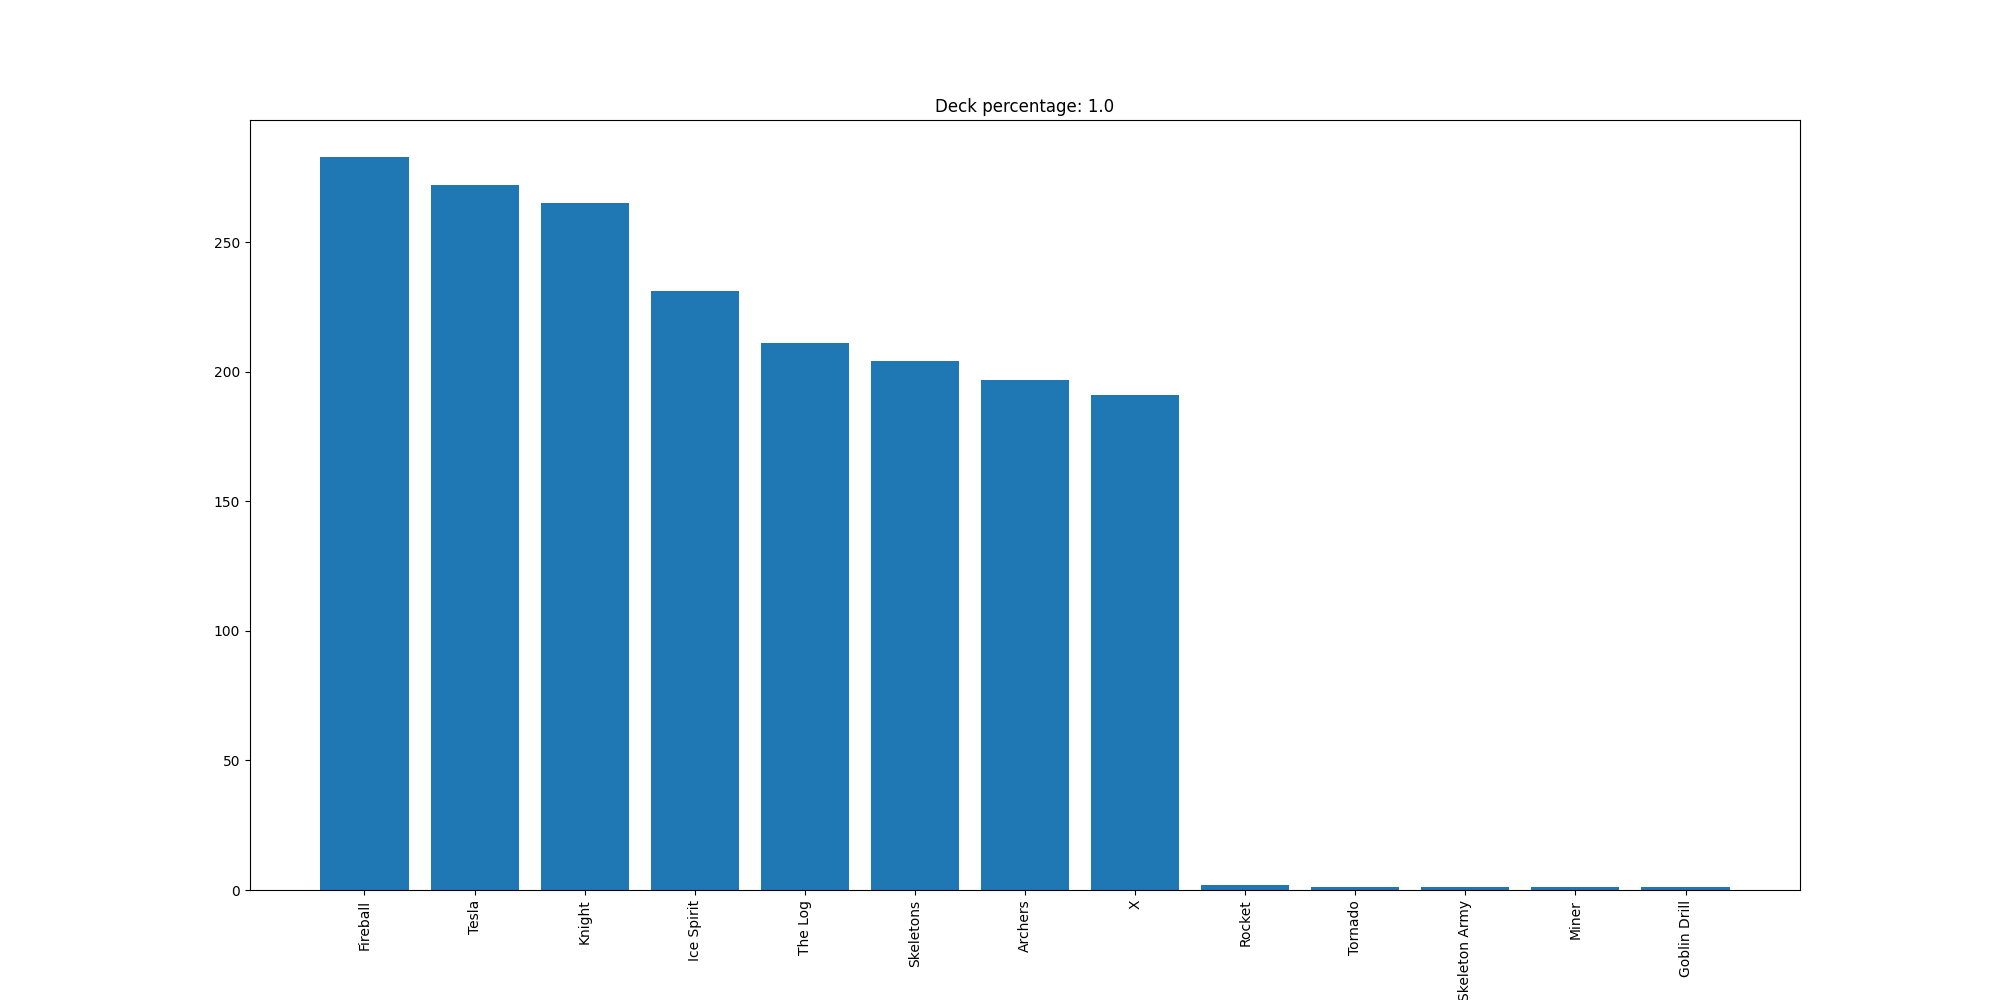 Deck percentage: 1.0
250
200
150
100
50
0
Fireball
Tesla
Knight
Ice Spirit
The Log
Skeletons
Archers
X
Rocket
Tornado
Skeleton Army
Miner
Goblin Drill